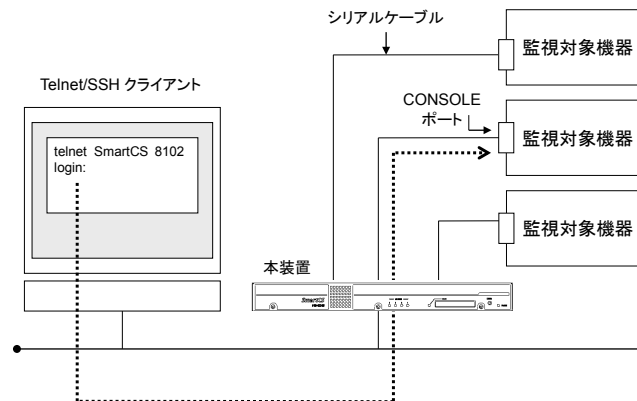 シリアルケーブル
監視対象機器
Telnet/SSH クライアント
CONSOLE
ポート
監視対象機器
telnet SmartCS 8102
login:
監視対象機器
本装置
SmartCS